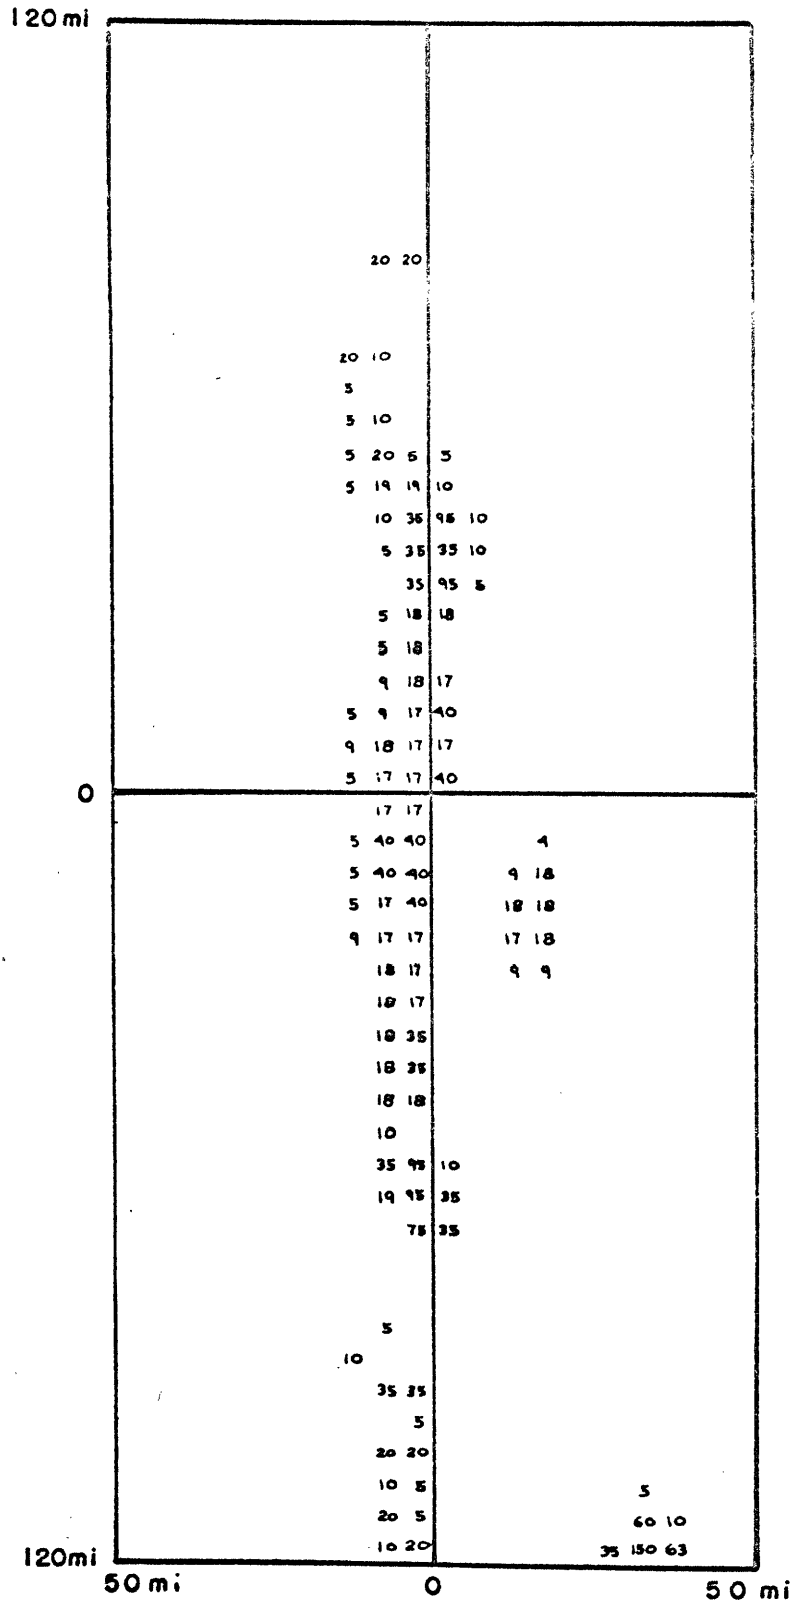 120 mi
20 20
20 10
5
5 10
5 20 5 5
5 19 19 10
10 35 95 10
5 35 35 10
35 95 5
5 18 18
5 18
9 18 17
5 9 17 40
9 18 17 17
5 17 17 40
0
17 17
5 40 40 4
5 40 40 9 18
5 17 40 18 18
9 17 17 17 18
18 17 9 9
18 17
18 35
18 35
18 18
10
35 95 10
19 95 35
75 35
5
10
35 35
5
20 20
10 5 5
20 5 60 10
10 20 35 150 63
120mi
50 mi 0 50 mi